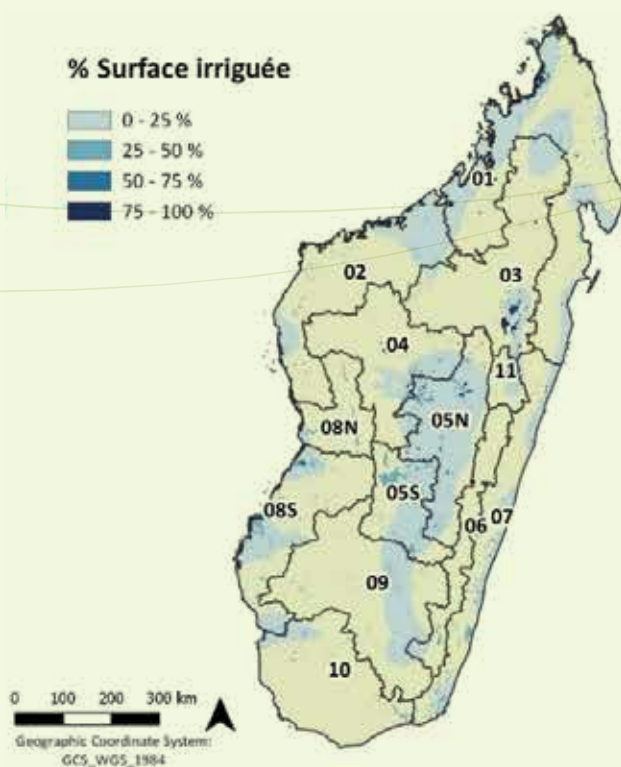 % Surface irriguée
0 - 25 %
25 - 50 %
50 - 75 %
75 - 100 %
01
02
03
04
11
05N
08N
05S
08S
06
07
09
10
0 100 200 300 km
Geographic Coordinate System:
GCS_WGS_1984